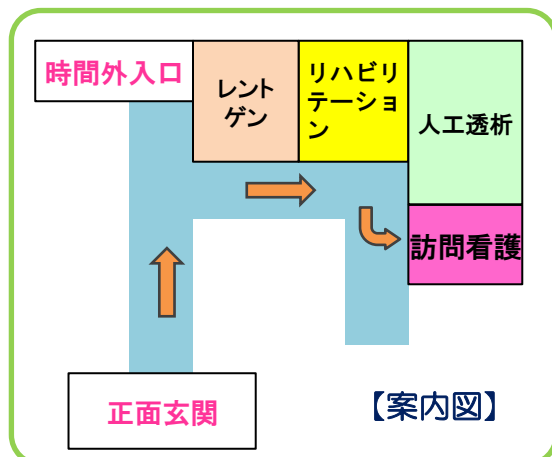 時間外入口
レント
ゲン
リハビリ
テーショ
ン
人工透析
訪問看護
正面玄関
【案内図】